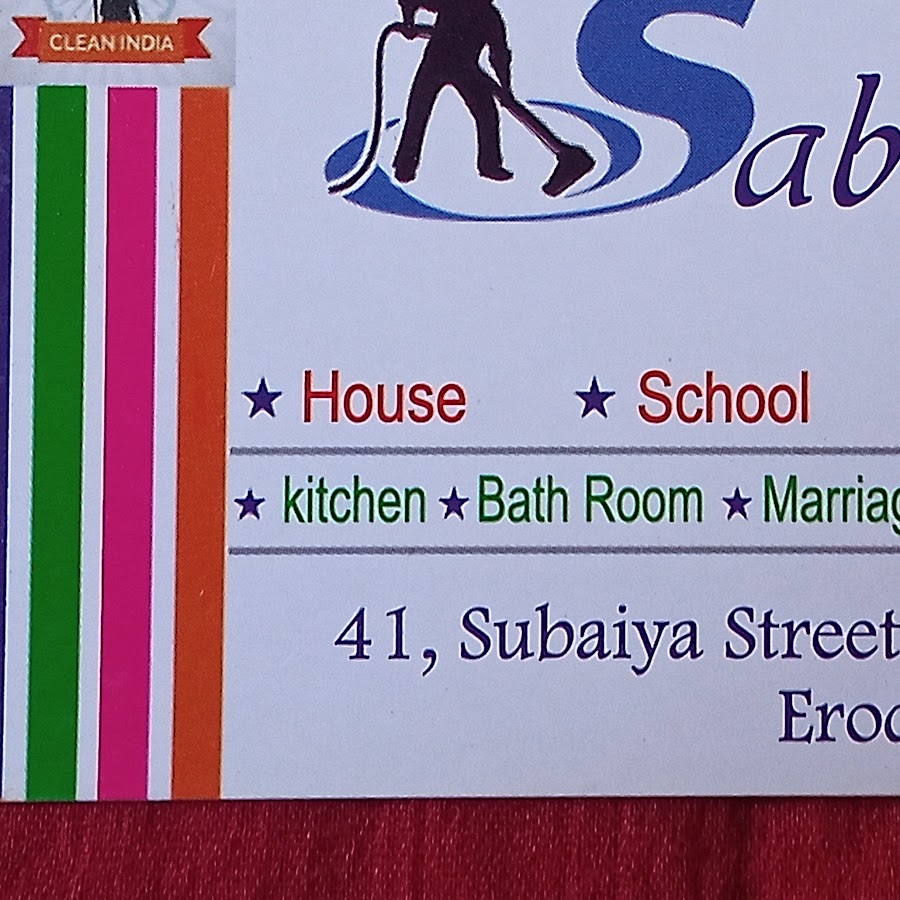 CLEAN INDIA
Sab
★ House ★ School
★ kitchen ★ Bath Room ★ Marriag
41, Subaiya Street
Erod